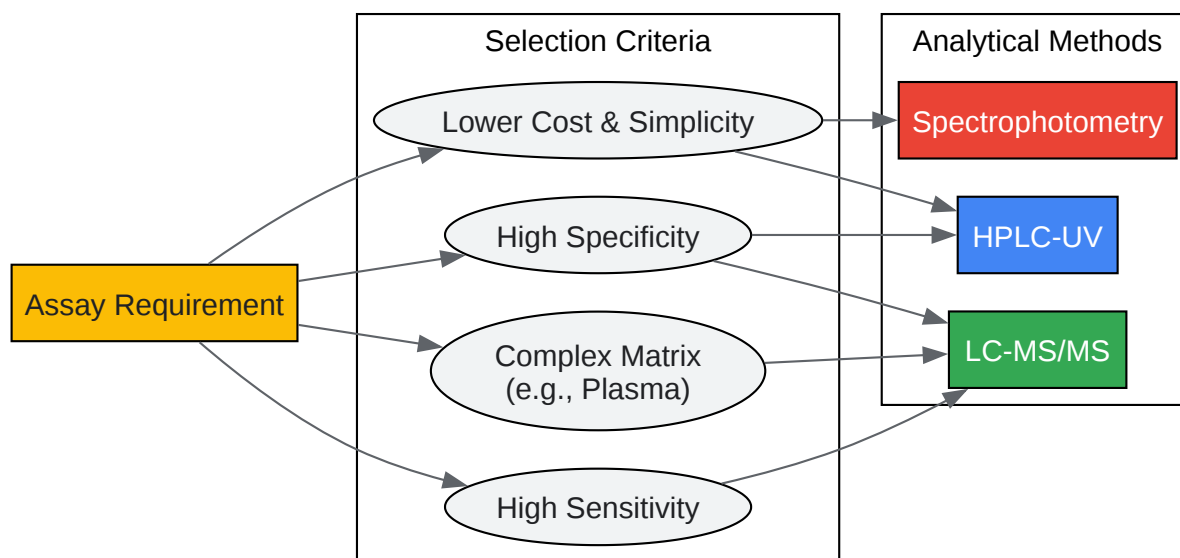 Selection Criteria
Analytical Methods
Lower Cost & Simplicity
Spectrophotometry
High Specificity
HPLC-UV
Assay Requirement
Complex Matrix
(e.g., Plasma)
LC-MS/MS
High Sensitivity